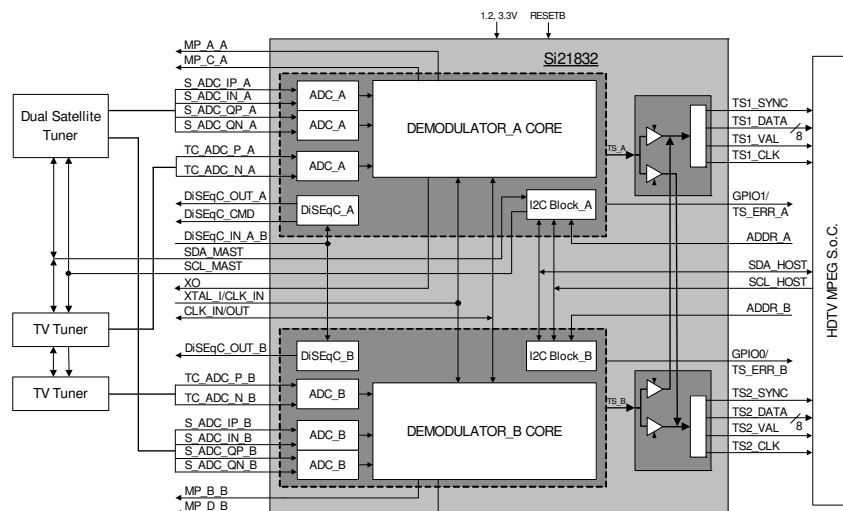 1.2, 3.3V
RESETB
Si21832
MP_A_A
MP_C_A
S_ADC_IP_A
S_ADC_IN_A
S_ADC_QP_A
S_ADC_QN_A
Dual Satellite
Tuner
TC_ADC_P_A
TC_ADC_N_A
DiSEqC_OUT_A
DiSEqC_CMD
DiSEqC_IN_A_B
SDA_MAST
SCL_MAST
XO
XTAL_I/CLK_IN
CLK_IN/OUT
TV Tuner
DiSEqC_OUT_B
TV Tuner
TC_ADC_P_B
TC_ADC_N_B
S_ADC_IP_B
S_ADC_IN_B
S_ADC_QP_B
S_ADC_QN_B
MP_B_B
MP_D_B
ADC_A
ADC_A
ADC_A
DEMODULATOR_A CORE
DiSEqC_A
I2C Block_A
TS_A
DiSEqC_B
I2C Block_B
ADC_B
ADC_B
ADC_B
DEMODULATOR_B CORE
TS_B
TS1_SYNC
TS1_DATA
8
TS1_VAL
TS1_CLK
GPIO1/
TS_ERR_A
ADDR_A
SDA_HOST
SCL_HOST
ADDR_B
GPIO0/
TS_ERR_B
TS2_SYNC
TS2_DATA
8
TS2_VAL
TS2_CLK
HDTV MPEG S.o.C.